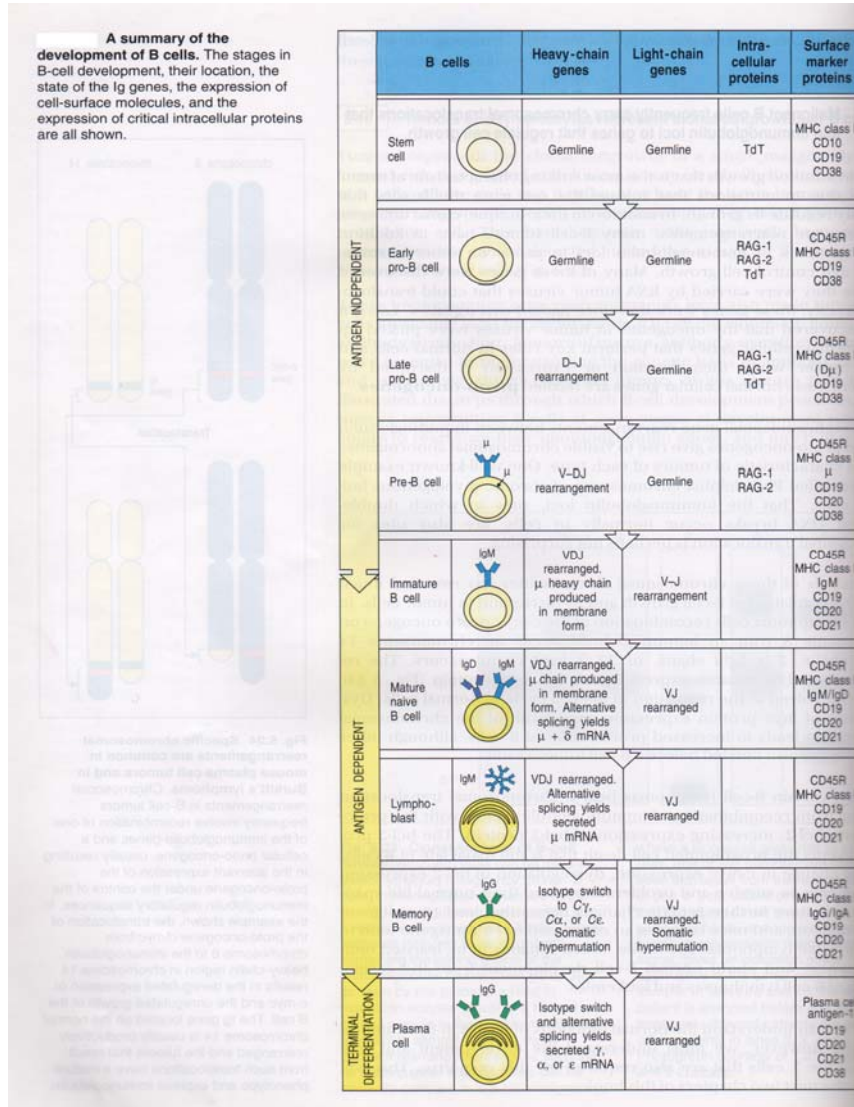 A summary of the
development of B cells. The stages in
B-cell development, their location, the
state of the Ig genes, the expression of
cell-surface molecules, and the
expression of critical intracellular proteins
are all shown.
B cells
Heavy-chain
genes
Light-chain
genes
Intra-
cellular
proteins
Surface
marker
proteins
ANTIGEN INDEPENDENT
Stem
cell
Germline
Germline
TdT
MHC class
CD10
CD19
CD38
Early
pro-B cell
Germline
Germline
RAG-1
RAG-2
TdT
CD45R
MHC class
CD19
CD38
Late
pro-B cell
D–J
rearrangement
Germline
RAG-1
RAG-2
TdT
CD45R
MHC class
(Dμ)
CD19
CD38
Pre-B cell
μ
μ
V–DJ
rearrangement
Germline
RAG-1
RAG-2
CD45R
MHC class
μ
CD19
CD20
CD38
Immature
B cell
IgM
VDJ
rearranged.
μ heavy chain
produced
in membrane
form
V–J
rearrangement
CD45R
MHC class
IgM
CD19
CD20
CD21
ANTIGEN DEPENDENT
Mature
naive
B cell
IgD IgM
VDJ rearranged.
μ chain produced
in membrane
form. Alternative
splicing yields
μ + δ mRNA
VJ
rearranged
CD45R
MHC class
IgM/IgD
CD19
CD20
CD21
Lympho-
blast
IgM
VDJ rearranged.
Alternative
splicing yields
secreted
μ mRNA
VJ
rearranged
CD45R
MHC class
CD19
CD20
CD21
Memory
B cell
IgG
Isotype switch
to Cγ,
Cα, or Cε.
Somatic
hypermutation
VJ
rearranged.
Somatic
hypermutation
CD45R
MHC class
IgG/IgA
CD19
CD20
CD21
TERMINAL
DIFFERENTIATION
Plasma
cell
IgG
Isotype switch
and alternative
splicing yields
secreted γ,
α, or ε mRNA
VJ
rearranged
Plasma ce
antigen-1
CD19
CD20
CD21
CD38